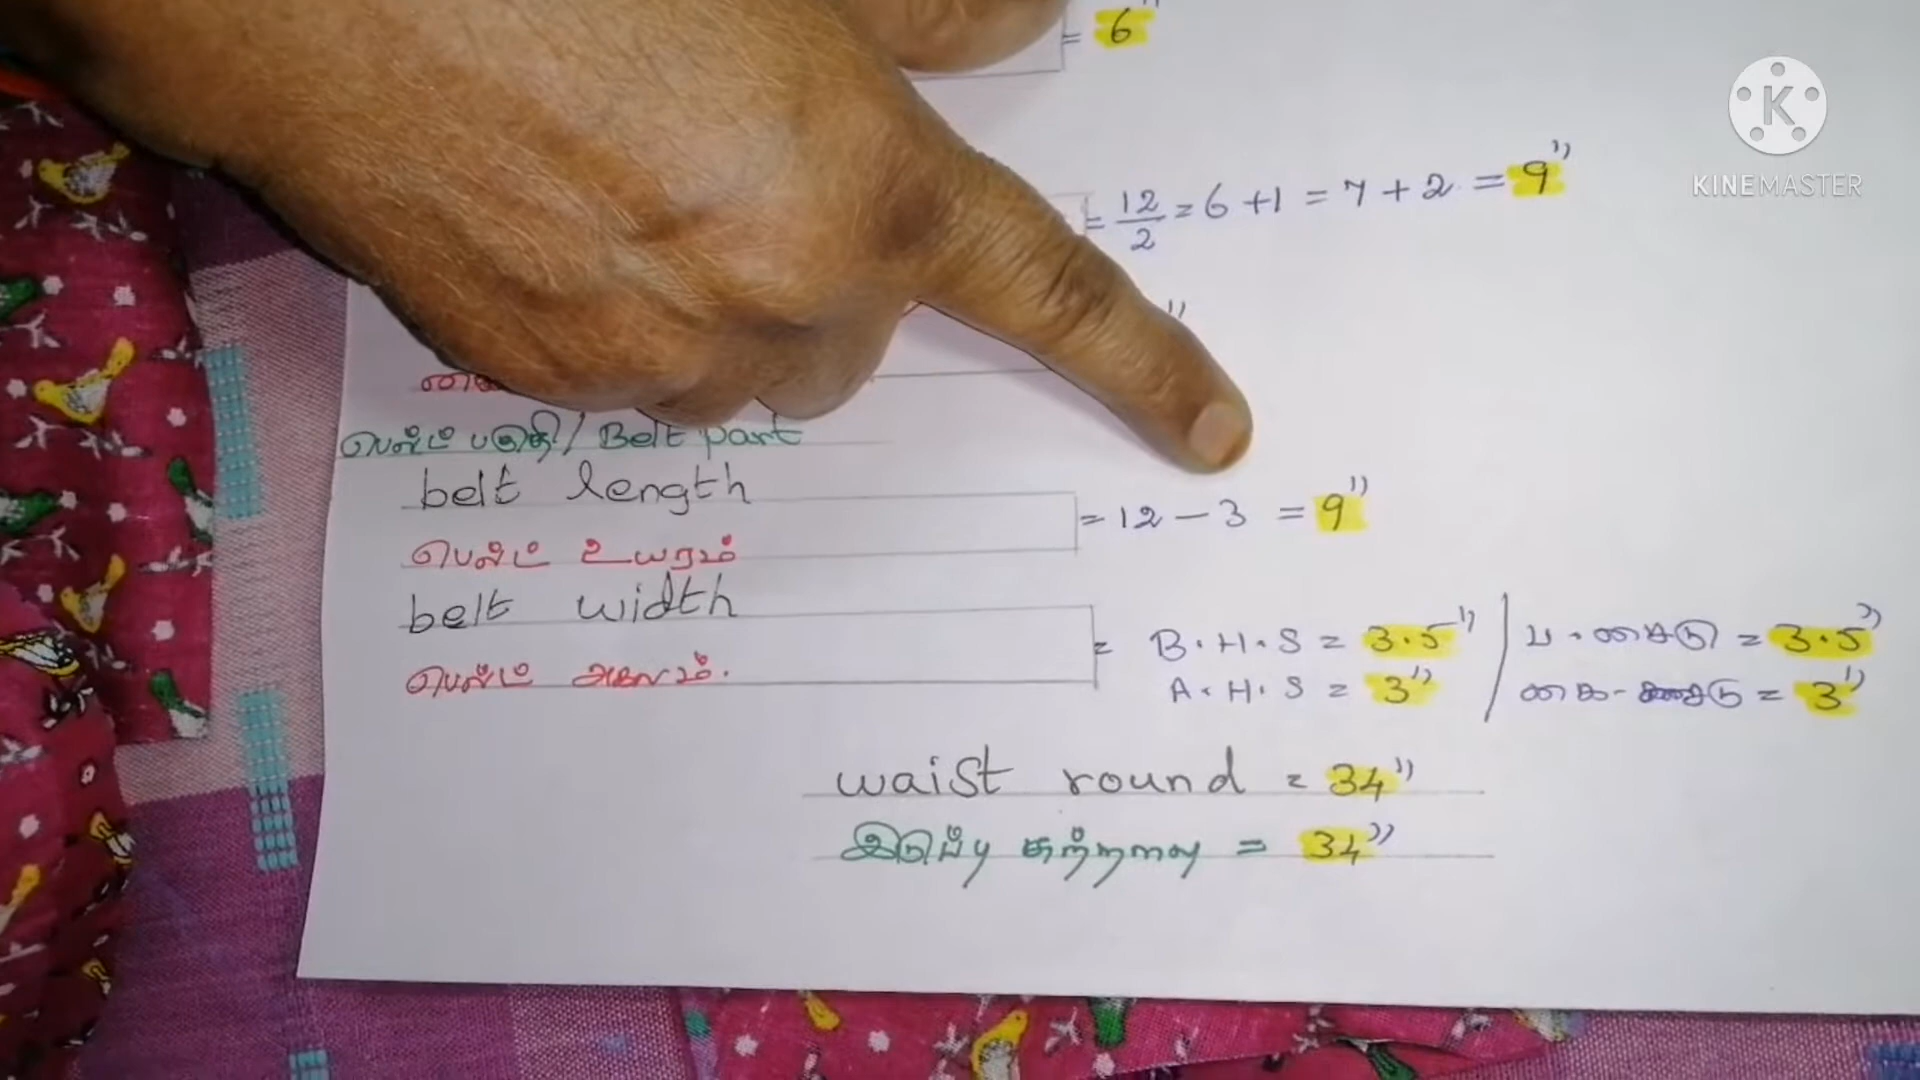 = 6"
KINEMASTER
= 12/2 = 6 + 1 = 7 + 2 = 9"
பெல்ட் பகுதி / Belt part
belt length
= 12 - 3 = 9"
பெல்ட் உயரம்
belt width
= B.H.S = 3.5" / ப.சைடு = 3.5"
A.H.S = 3" / கை-சைடு = 3"
பெல்ட் அகலம்.
waist round = 34"
இடுப்பு சுற்றளவு = 34"